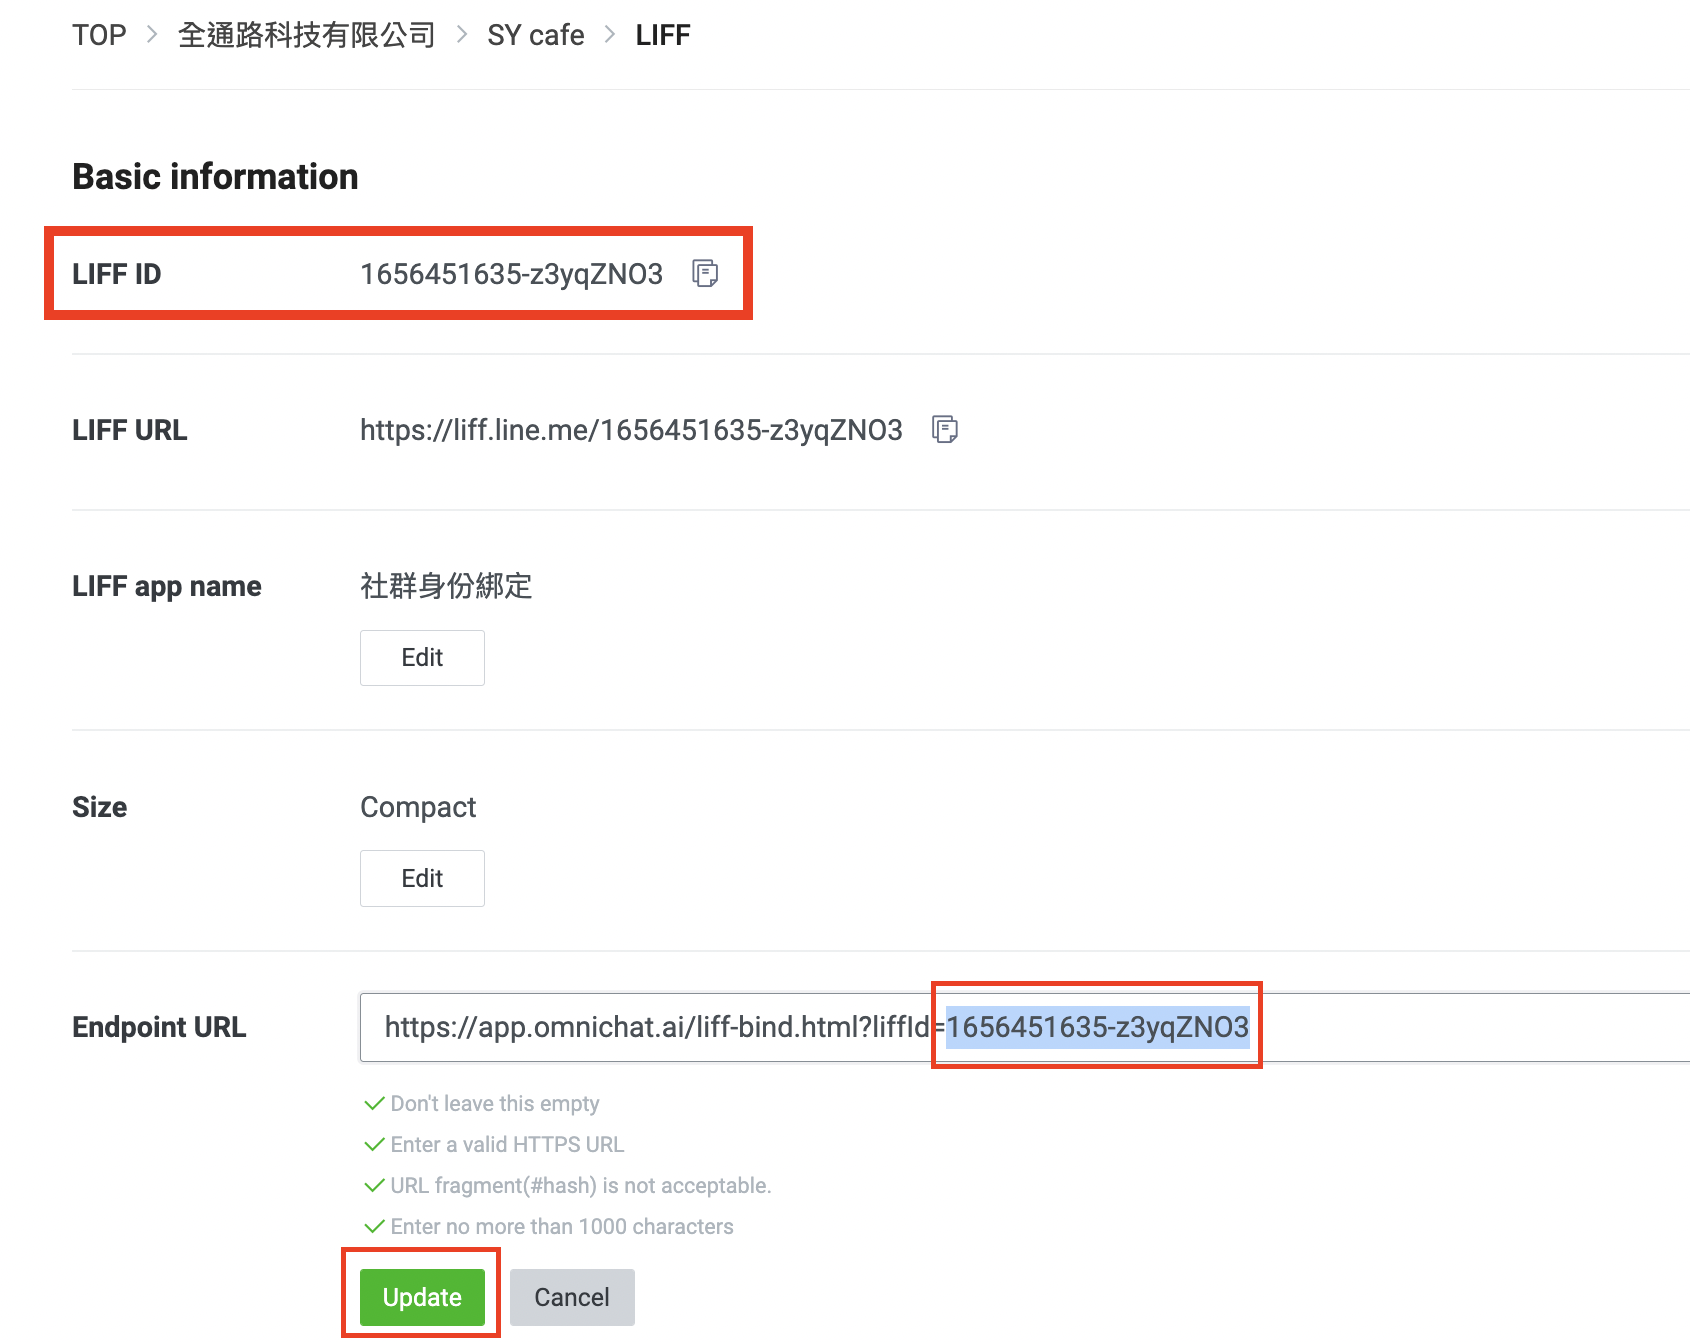 TOP > 全通路科技有限公司 > SY cafe > LIFF
Basic information
LIFF ID 1656451635-z3yqZNO3
LIFF URL https://liff.line.me/1656451635-z3yqZNO3
LIFF app name 社群身份綁定
Edit
Size Compact
Edit
Endpoint URL https://app.omnichat.ai/liff-bind.html?liffId=1656451635-z3yqZNO3
Don't leave this empty
Enter a valid HTTPS URL
URL fragment(#hash) is not acceptable.
Enter no more than 1000 characters
Update Cancel